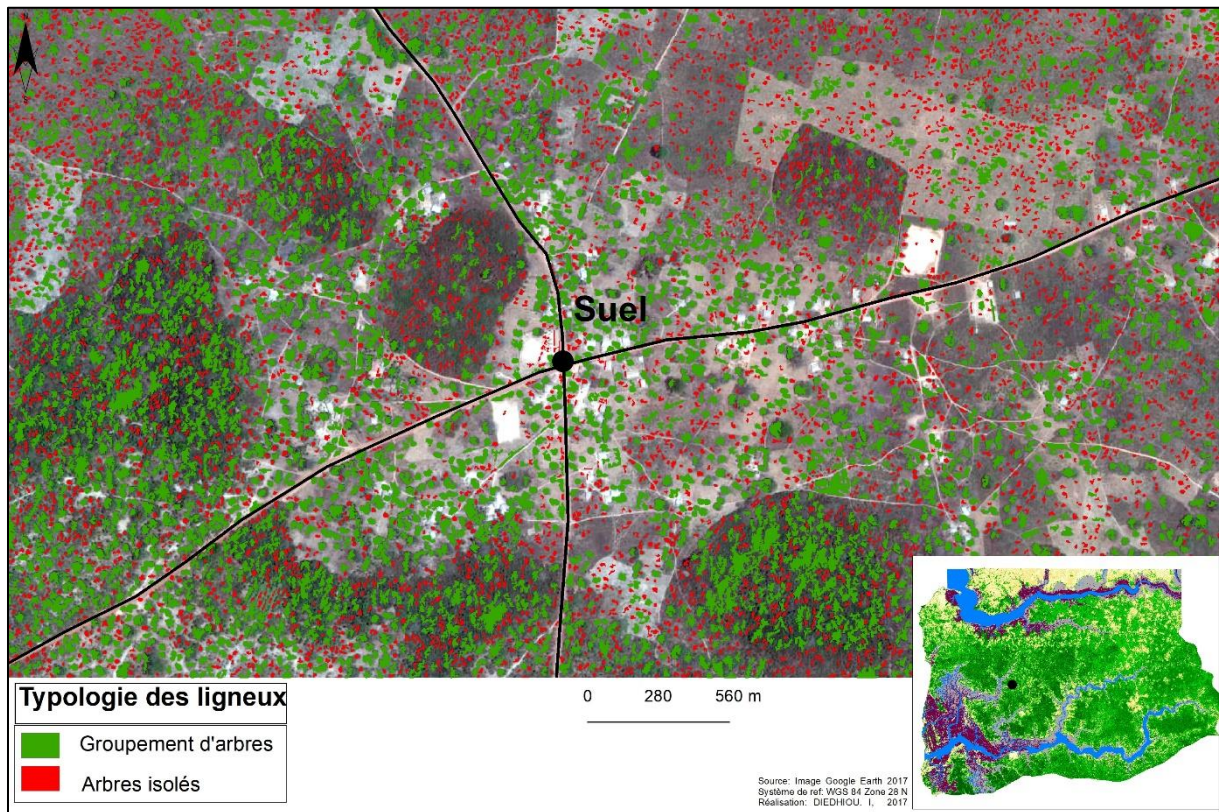 Suel
Typologie des ligneux
Groupement d'arbres
Arbres isolés
0 280 560 m
Source: Image Google Earth 2017
Système de ref: WGS 84 Zone 28 N
Réalisation: DIEDHIOU. I, 2017